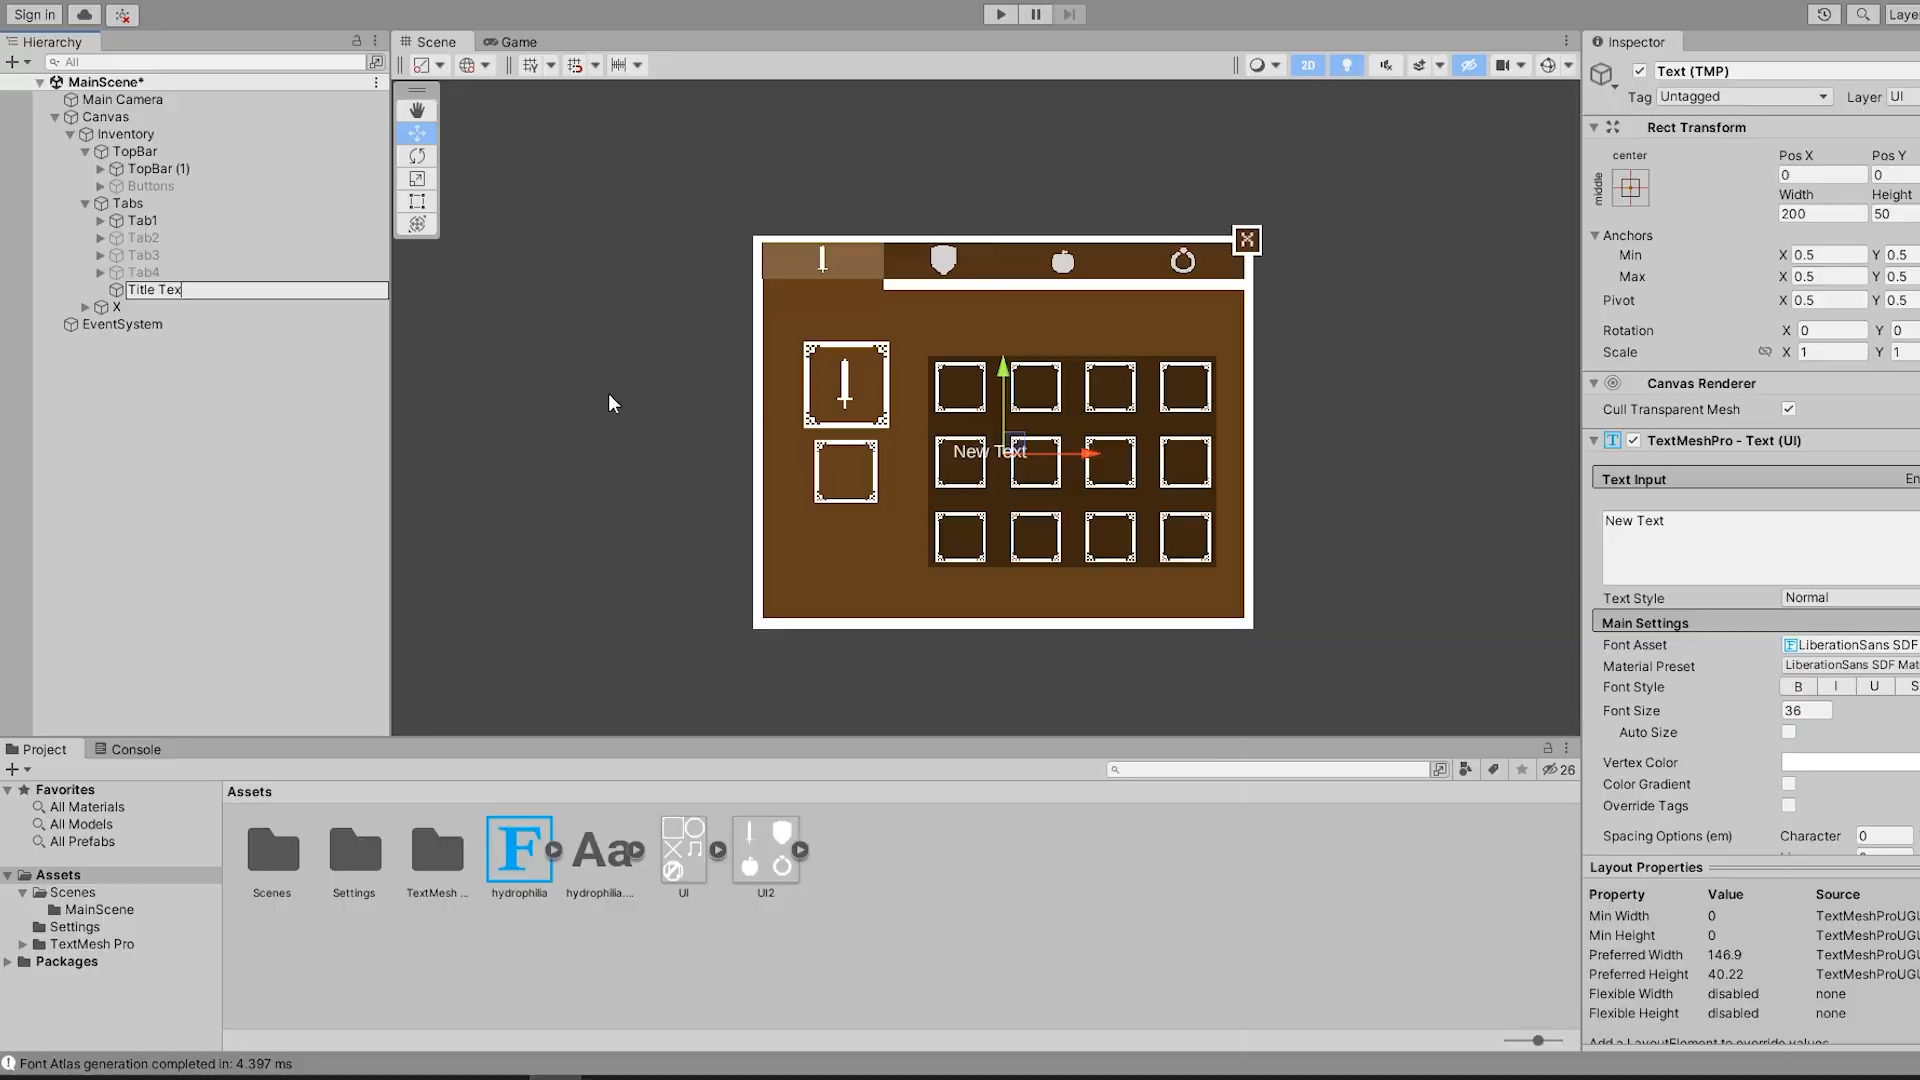 Sign in
Layer
Hierarchy
All
MainScene*
Main Camera
Canvas
Inventory
TopBar
TopBar (1)
Buttons
Tabs
Tab1
Tab2
Tab3
Tab4
Title Tex
X
EventSystem
Scene
Game
2D
New Text
Inspector
Text (TMP)
Tag Untagged Layer UI
Rect Transform
center
middle
Pos X Pos Y
0 0
Width Height
200 50
Anchors
Min X 0.5 Y 0.5
Max X 0.5 Y 0.5
Pivot X 0.5 Y 0.5
Rotation X 0 Y 0
Scale X 1 Y 1
Canvas Renderer
Cull Transparent Mesh
TextMeshPro - Text (UI)
Text Input En
New Text
Text Style Normal
Main Settings
Font Asset LiberationSans SDF
Material Preset LiberationSans SDF Mat
Font Style B I U S
Font Size 36
Auto Size
Vertex Color
Color Gradient
Override Tags
Spacing Options (em) Character 0
Layout Properties
Property Value Source
Min Width 0 TextMeshProUGU
Min Height 0 TextMeshProUGU
Preferred Width 146.9 TextMeshProUGU
Preferred Height 40.22 TextMeshProUGU
Flexible Width disabled none
Flexible Height disabled none
Add a LayoutElement to override values
Project
Console
26
Favorites
All Materials
All Models
All Prefabs
Assets
Scenes
MainScene
Settings
TextMesh Pro
Packages
Assets
F
Aa
Scenes
Settings
TextMesh ...
hydrophilia
hydrophilia....
UI
UI2
Font Atlas generation completed in: 4.397 ms